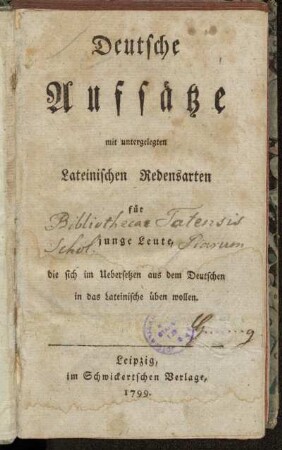 Deutsche
Aufsätze
mit untergelegten
Lateinischen Redensarten
für
Bibliothecae Tatensis
junge Leute,
Schol. Piarum
die sich im Uebersetzen aus dem Deutschen
in das Lateinische üben wollen.
Leipzig,
im Schwickertschen Verlage,
1799.